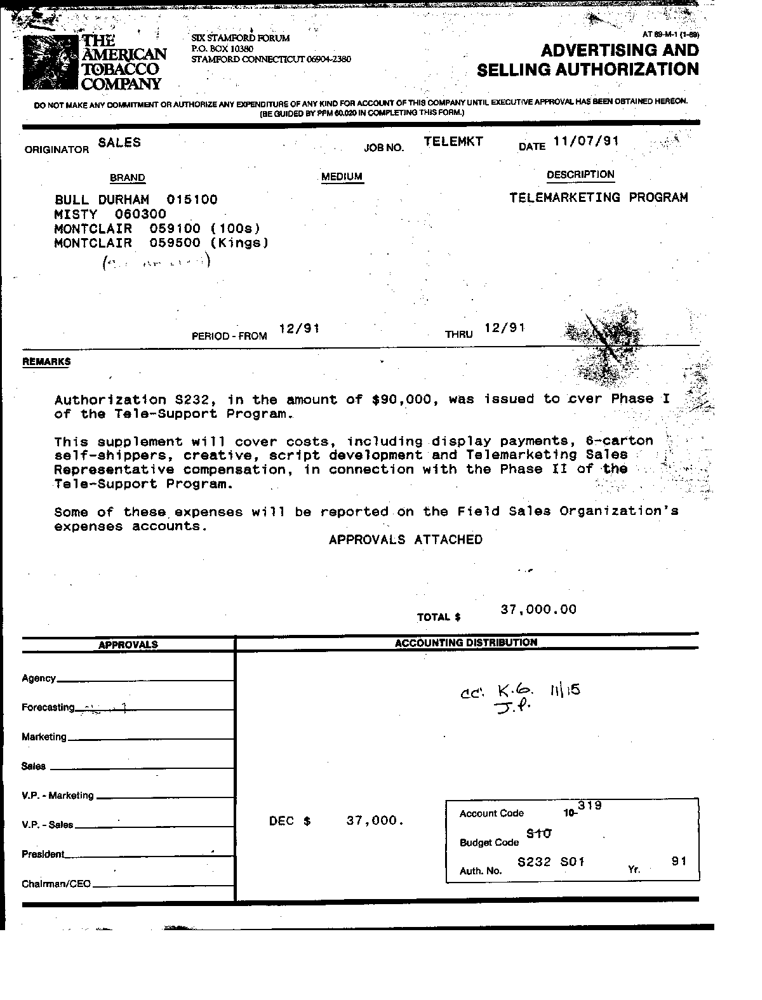 THE
AMERICAN
TOBACCO
COMPANY
SIX STAMFORD FORUM
P.O. BOX 10380
STAMFORD CONNECTICUT 06904-2380
AT 89-M-1 (1-89)
ADVERTISING AND
SELLING AUTHORIZATION
DO NOT MAKE ANY COMMITMENT OR AUTHORIZE ANY EXPENDITURE OF ANY KIND FOR ACCOUNT OF THIS COMPANY UNTIL EXECUTIVE APPROVAL HAS BEEN OBTAINED HEREON.
(BE GUIDED BY PPM 60.020 IN COMPLETING THIS FORM.)
ORIGINATOR SALES JOB NO. TELEMKT DATE 11/07/91
BRAND MEDIUM DESCRIPTION
BULL DURHAM 015100 TELEMARKETING PROGRAM
MISTY 060300
MONTCLAIR 059100 (100s)
MONTCLAIR 059500 (Kings)
PERIOD - FROM 12/91 THRU 12/91
REMARKS
Authorization S232, in the amount of $90,000, was issued to cver Phase I
of the Tele-Support Program.
This supplement will cover costs, including display payments, 6-carton
self-shippers, creative, script development and Telemarketing Sales
Representative compensation, in connection with the Phase II of the
Tele-Support Program.
Some of these expenses will be reported on the Field Sales Organization's
expenses accounts.
APPROVALS ATTACHED
TOTAL $ 37,000.00
APPROVALS ACCOUNTING DISTRIBUTION
Agency
cc: K.G. 11/15
J.P.
Forecasting
Marketing
Sales
V.P. - Marketing
V.P. - Sales
President
Chairman/CEO
DEC $ 37,000.
Account Code 10-319
Budget Code S10
Auth. No. S232 S01 Yr. 91